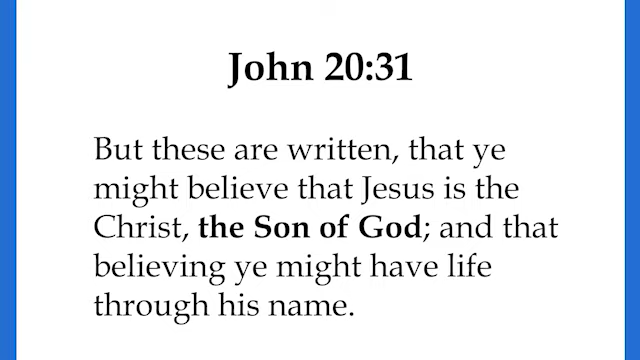 John 20:31
But these are written, that ye
might believe that Jesus is the
Christ, the Son of God; and that
believing ye might have life
through his name.